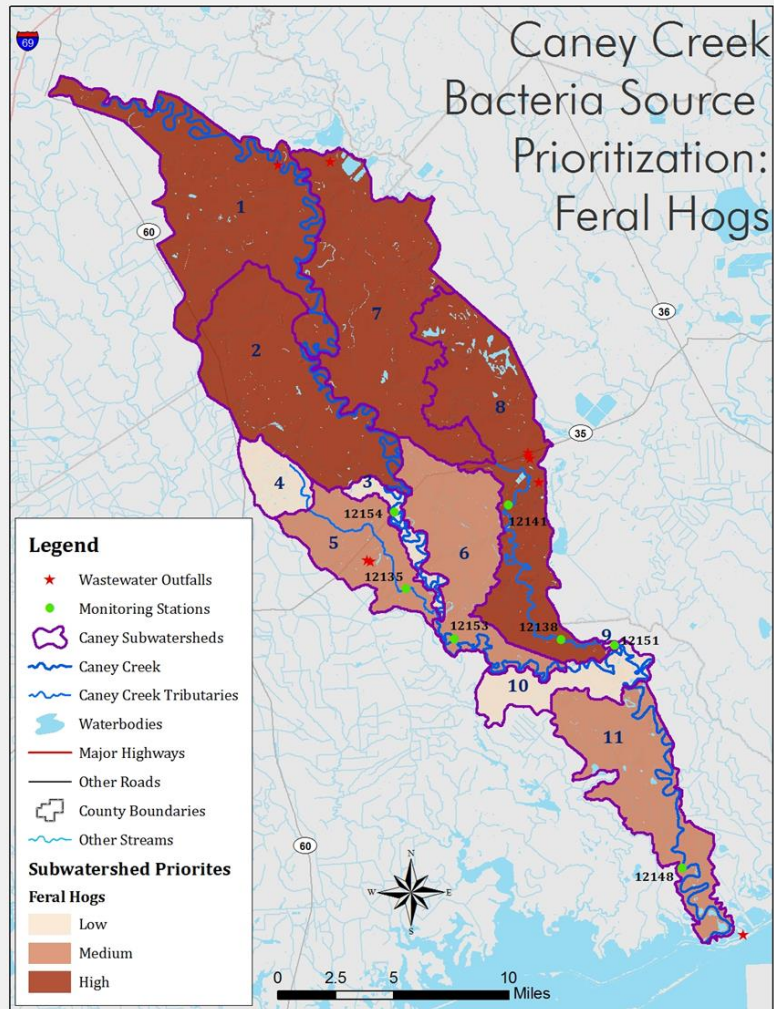 Caney Creek
Bacteria Source
Prioritization:
Feral Hogs
69
1
60
36
7
2
8
35
4
3
12154
12141
5
6
12135
12153
12138
9
12151
10
11
60
12148
Legend
Wastewater Outfalls
Monitoring Stations
Caney Subwatersheds
Caney Creek
Caney Creek Tributaries
Waterbodies
Major Highways
Other Roads
County Boundaries
Other Streams
Subwatershed Priorites
Feral Hogs
Low
Medium
High
N
W E
S
0 2.5 5 10
Miles